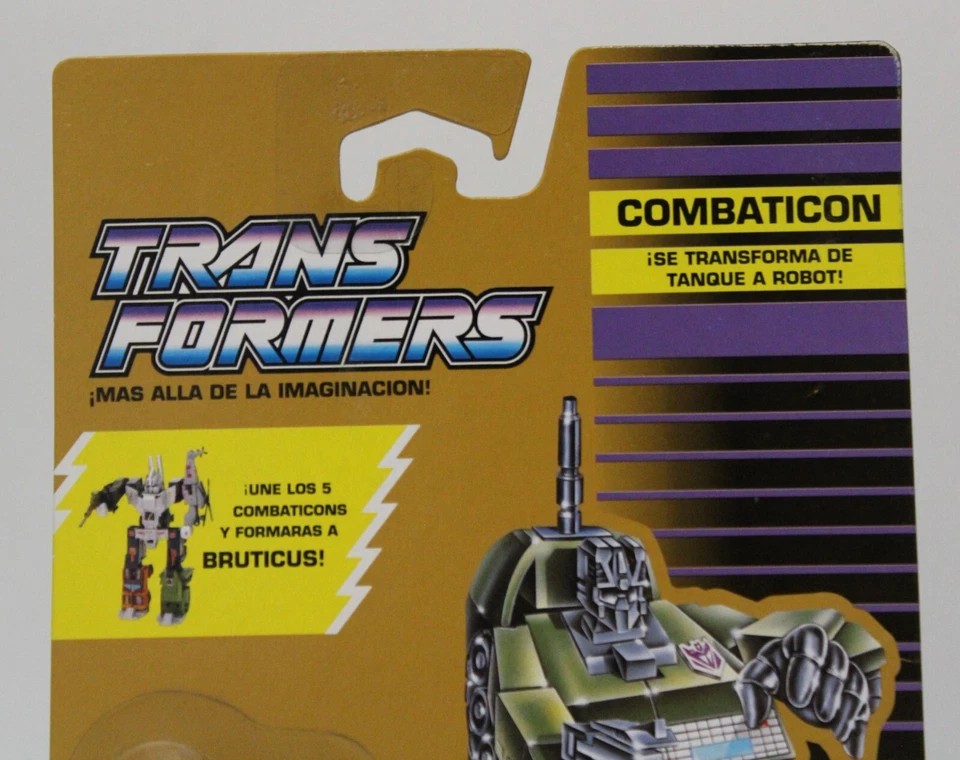 TRANS
FORMERS
¡MAS ALLA DE LA IMAGINACION!
COMBATICON
¡SE TRANSFORMA DE
TANQUE A ROBOT!
¡UNE LOS 5
COMBATICONS
Y FORMARAS A
BRUTICUS!